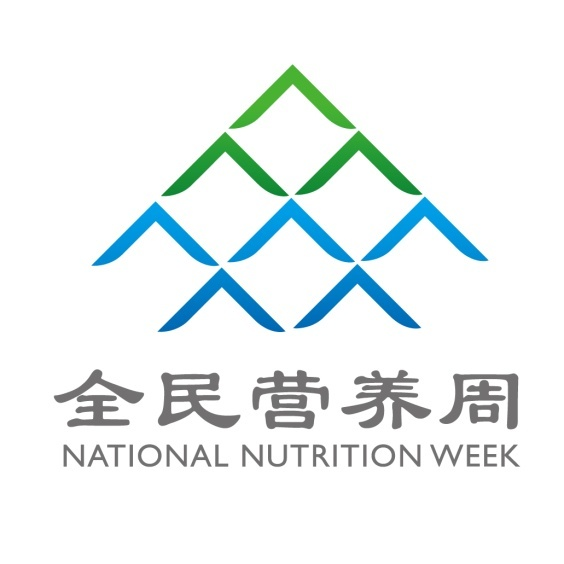 全民营养周
NATIONAL NUTRITION WEEK